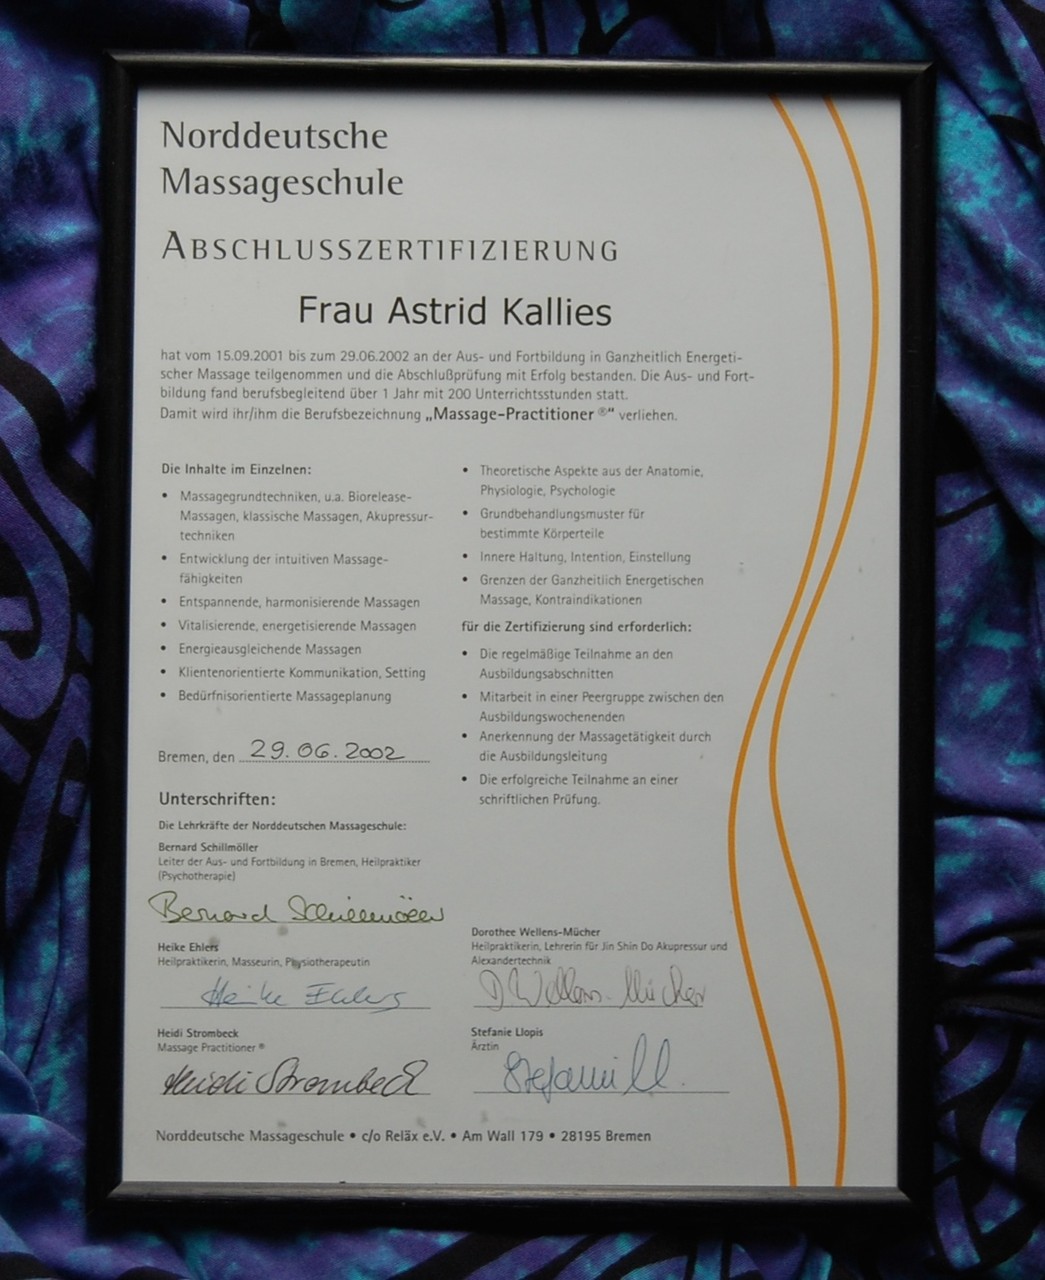 Norddeutsche
Massageschule
ABSCHLUSSZERTIFIZIERUNG
Frau Astrid Kallies
hat vom 15.09.2001 bis zum 29.06.2002 an der Aus- und Fortbildung in Ganzheitlich Energeti-
scher Massage teilgenommen und die Abschlußprüfung mit Erfolg bestanden. Die Aus- und Fort-
bildung fand berufsbegleitend über 1 Jahr mit 200 Unterrichtsstunden statt.
Damit wird ihr/ihm die Berufsbezeichnung „Massage-Practitioner ®“ verliehen.
Die Inhalte im Einzelnen:
• Massagegrundtechniken, u.a. Biorelease-
Massagen, klassische Massagen, Akupressur-
techniken
• Entwicklung der intuitiven Massage-
fähigkeiten
• Entspannende, harmonisierende Massagen
• Vitalisierende, energetisierende Massagen
• Energieausgleichende Massagen
• Klientenorientierte Kommunikation, Setting
• Bedürfnisorientierte Massageplanung
• Theoretische Aspekte aus der Anatomie,
Physiologie, Psychologie
• Grundbehandlungsmuster für
bestimmte Körperteile
• Innere Haltung, Intention, Einstellung
• Grenzen der Ganzheitlich Energetischen
Massage, Kontraindikationen
für die Zertifizierung sind erforderlich:
• Die regelmäßige Teilnahme an den
Ausbildungsabschnitten
• Mitarbeit in einer Peergruppe zwischen den
Ausbildungswochenenden
• Anerkennung der Massagetätigkeit durch
die Ausbildungsleitung
• Die erfolgreiche Teilnahme an einer
schriftlichen Prüfung.
Bremen, den 29.06.2002
Unterschriften:
Die Lehrkräfte der Norddeutschen Massageschule:
Bernard Schillmöller
Leiter der Aus- und Fortbildung in Bremen, Heilpraktiker
(Psychotherapie)
Bernard Schillmöller
Heike Ehlers
Heilpraktikerin, Masseurin, Physiotherapeutin
Heike Ehlers
Dorothee Wellens-Mücher
Heilpraktikerin, Lehrerin für Jin Shin Do Akupressur und
Alexandertechnik
D Wellens-Mücher
Heidi Strombeck
Massage Practitioner ®
Heidi Strombeck
Stefanie Llopis
Ärztin
Stefanie Ll
Norddeutsche Massageschule • c/o Reläx e.V. • Am Wall 179 • 28195 Bremen